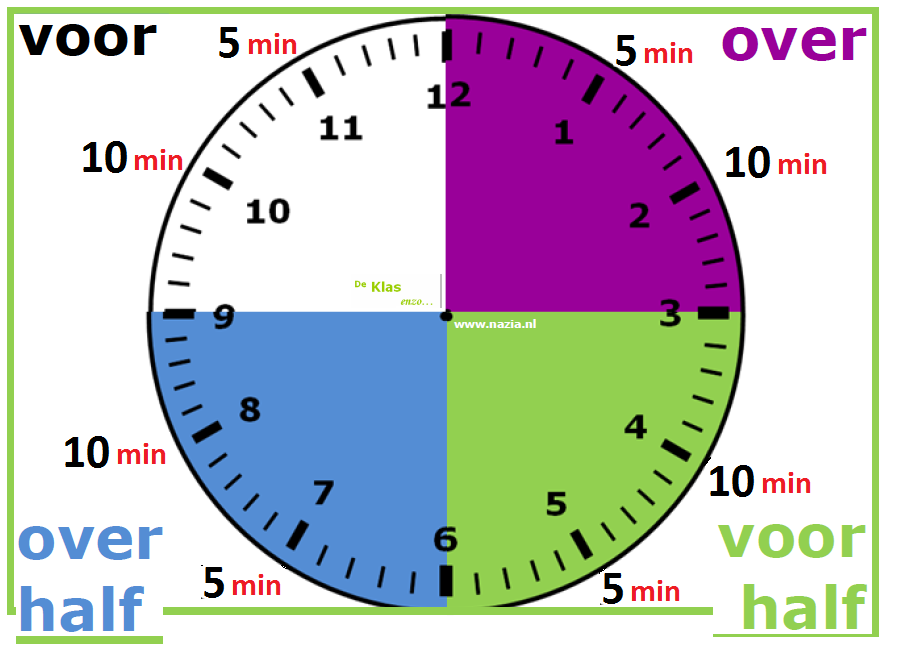 voor
5 min
5 min
over
12
11
1
10 min
10 min
10
2
De Klas
enzo...
9
3
www.nazia.nl
8
4
10 min
10 min
7
5
6
over
half
voor
half
5 min
5 min